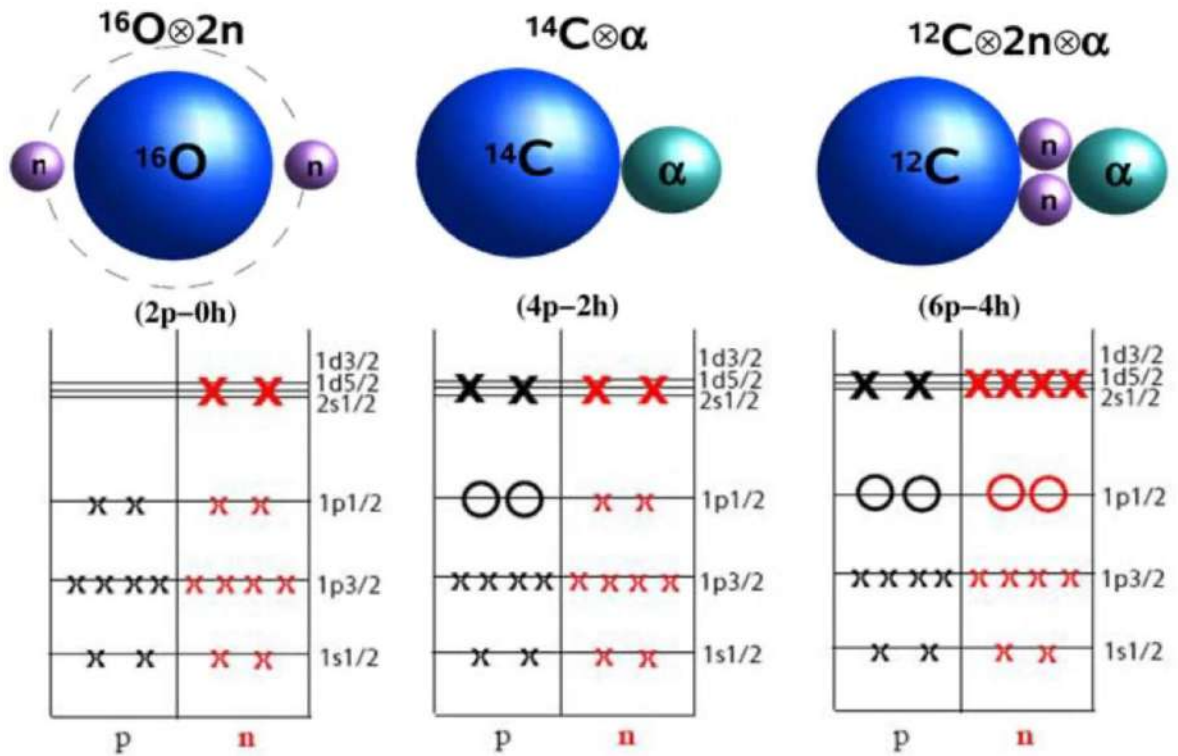 ¹⁶O⊗2n
n
¹⁶O
n
(2p–0h)
1d3/2
1d5/2
2s1/2
X X
1p1/2
x x
x x
1p3/2
x x x x
x x x x
1s1/2
x x
x x
p
n
¹⁴C⊗α
¹⁴C
α
(4p–2h)
1d3/2
1d5/2
2s1/2
X X
X X
1p1/2
x x
1p3/2
x x x x
x x x x
1s1/2
x x
x x
p
n
¹²C⊗2n⊗α
¹²C
n
n
α
(6p–4h)
1d3/2
1d5/2
2s1/2
X X
XXXX
1p1/2
1p3/2
x x x x
x x x x
1s1/2
x x
x x
p
n